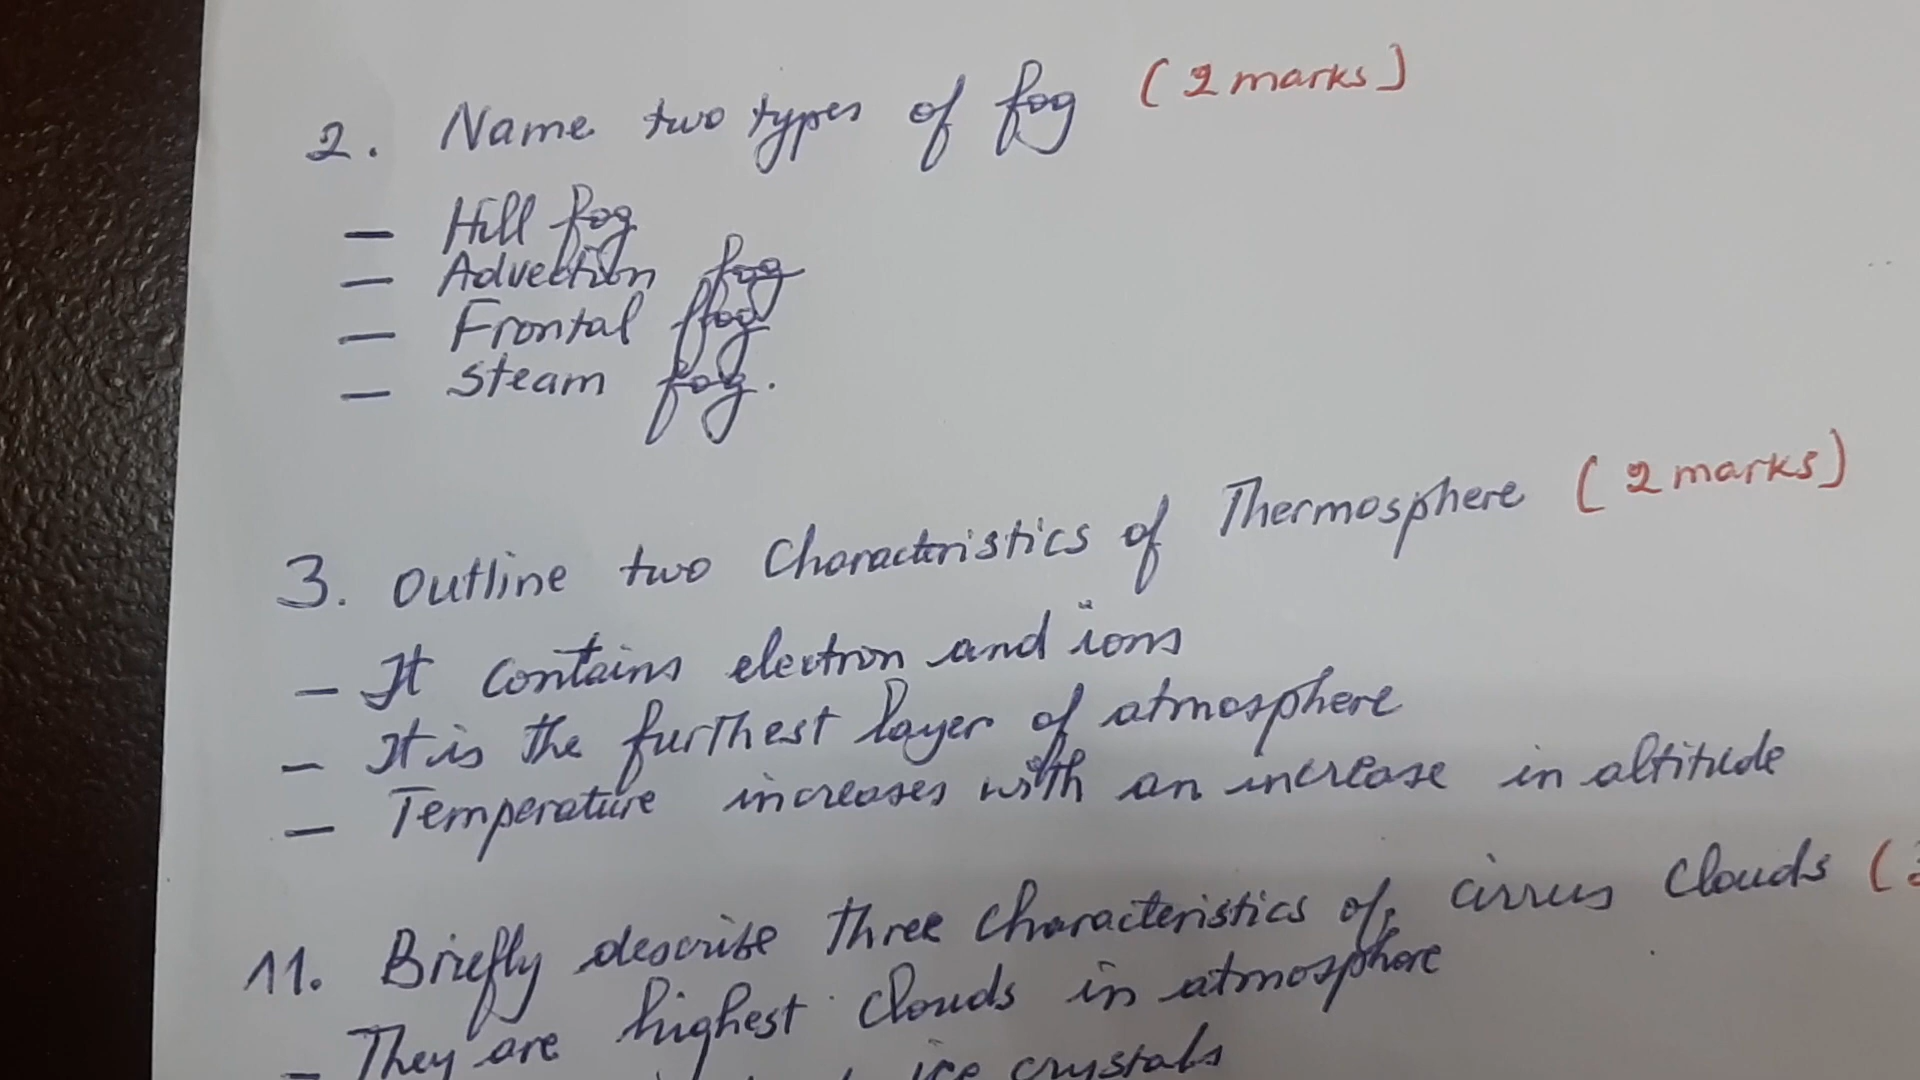 2. Name two types of fog (2 marks)
— Hill fog
— Advection fog
— Frontal fog
— Steam fog.
3. Outline two Characteristics of Thermosphere (2 marks)
— It contains electron and ions
— It is the furthest layer of atmosphere
— Temperature increases with an increase in altitude
11. Briefly describe three characteristics of cirrus clouds (3
— They are highest clouds in atmosphere
ice crystals